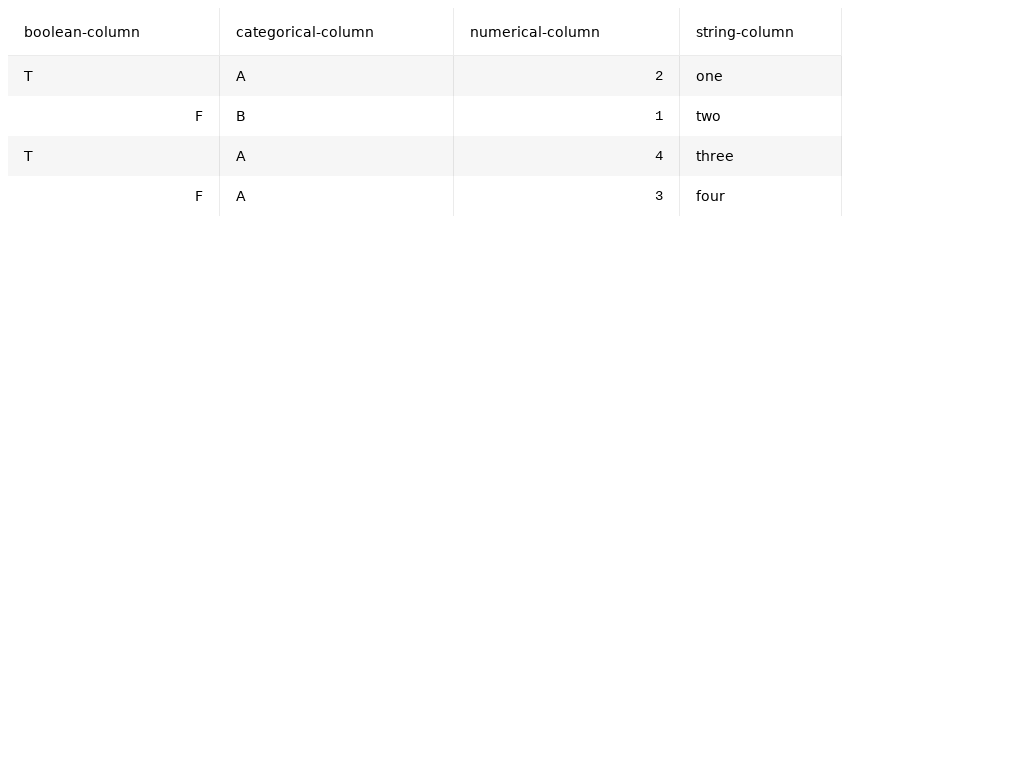 boolean-column categorical-column numerical-column string-column
T A 2 one
F B 1 two
T A 4 three
F A 3 four